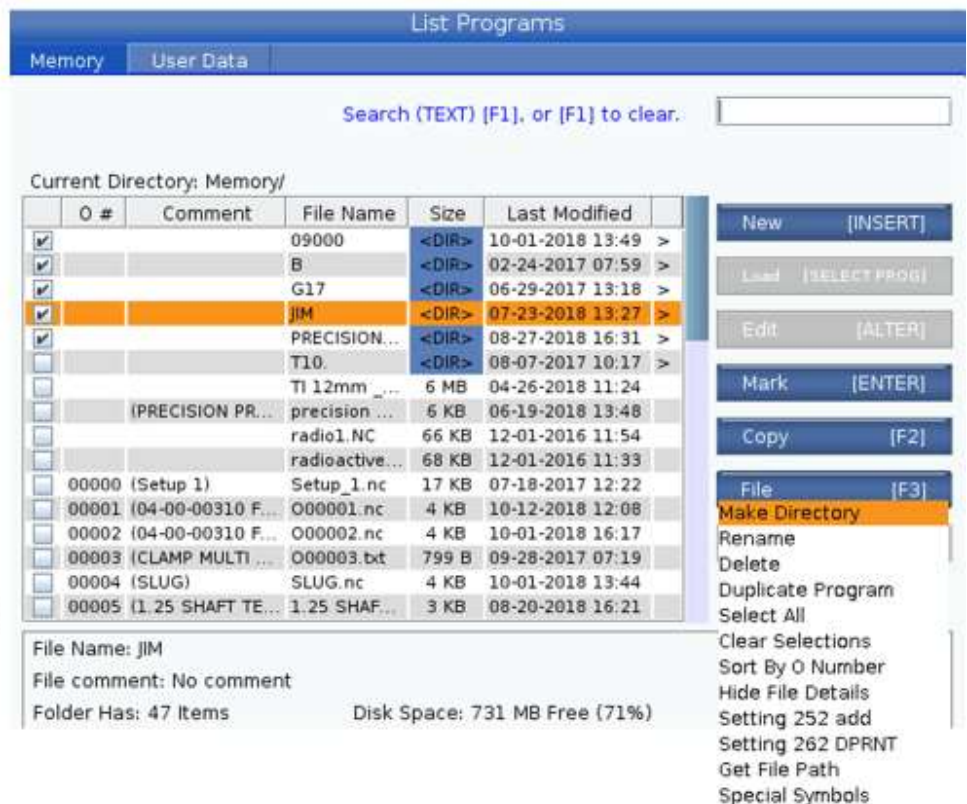 List Programs
Memory User Data
Search (TEXT) [F1], or [F1] to clear.
Current Directory: Memory/
O # Comment File Name Size Last Modified
09000 <DIR> 10-01-2018 13:49 >
B <DIR> 02-24-2017 07:59 >
G17 <DIR> 06-29-2017 13:18 >
JIM <DIR> 07-23-2018 13:27 >
PRECISION... <DIR> 08-27-2018 16:31 >
T10. <DIR> 08-07-2017 10:17 >
TI 12mm _... 6 MB 04-26-2018 11:24
(PRECISION PR... precision ... 6 KB 06-19-2018 13:48
radio1.NC 66 KB 12-01-2016 11:54
radioactive... 68 KB 12-01-2016 11:33
00000 (Setup 1) Setup_1.nc 17 KB 07-18-2017 12:22
00001 (04-00-00310 F... O00001.nc 4 KB 10-12-2018 12:08
00002 (04-00-00310 F... O00002.nc 4 KB 10-01-2018 16:17
00003 (CLAMP MULTI ... O00003.txt 799 B 09-28-2017 07:19
00004 (SLUG) SLUG.nc 4 KB 10-01-2018 13:44
00005 (1.25 SHAFT TE... 1.25 SHAF... 3 KB 08-20-2018 16:21
New [INSERT]
Load [SELECT PROG]
Edit [ALTER]
Mark [ENTER]
Copy [F2]
File [F3]
Make Directory
Rename
Delete
Duplicate Program
Select All
Clear Selections
Sort By O Number
Hide File Details
Setting 252 add
Setting 262 DPRNT
Get File Path
Special Symbols
File Name: JIM
File comment: No comment
Folder Has: 47 Items Disk Space: 731 MB Free (71%)